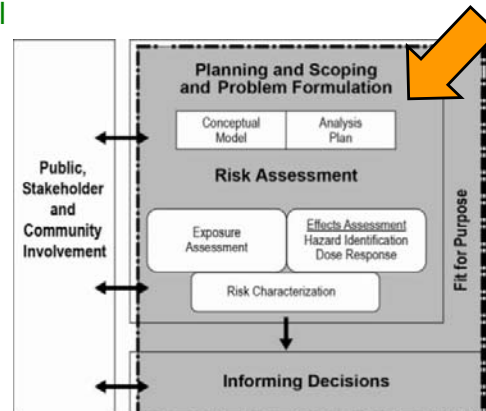 Planning and Scoping
and Problem Formulation
Conceptual
Model
Analysis
Plan
Public,
Stakeholder
and
Community
Involvement
Risk Assessment
Exposure
Assessment
Effects Assessment
Hazard Identification
Dose Response
Risk Characterization
Fit for Purpose
Informing Decisions